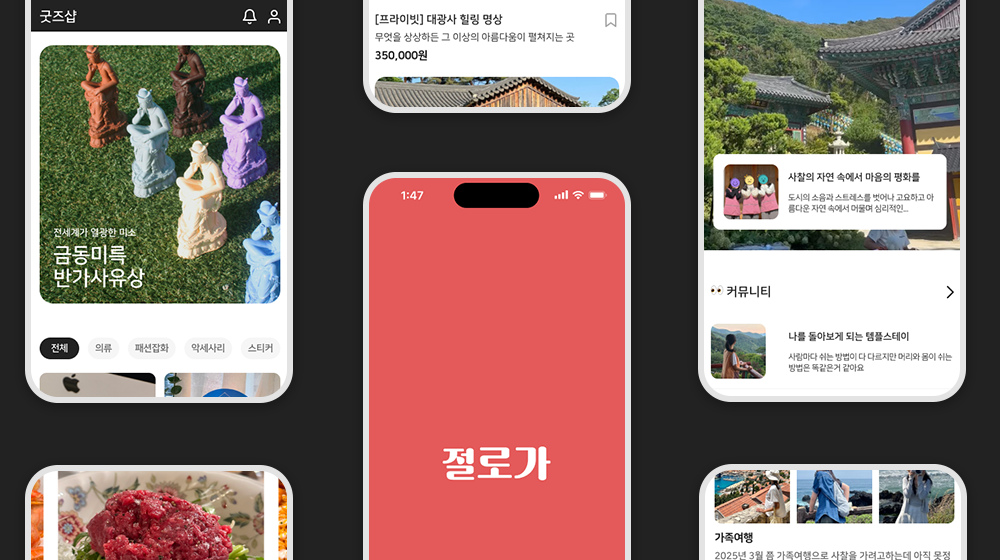 굿즈샵
전세계가 열광한 미소
금동미륵
반가사유상
전체
의류
패션잡화
악세사리
스티커
[프라이빗] 대광사 힐링 명상
무엇을 상상하든 그 이상의 아름다움이 펼쳐지는 곳
350,000원
1:47
절로가
사찰의 자연 속에서 마음의 평화를
도시의 소음과 스트레스를 벗어나 고요하고 아
름다운 자연 속에서 머물며 심리적인...
👀 커뮤니티
나를 돌아보게 되는 템플스테이
사람마다 쉬는 방법이 다 다르지만 머리와 몸이 쉬는
방법은 똑같은거 같아요
가족여행
2025년 3월 쯤 가족여행으로 사찰을 가려고하는데 아직 못정